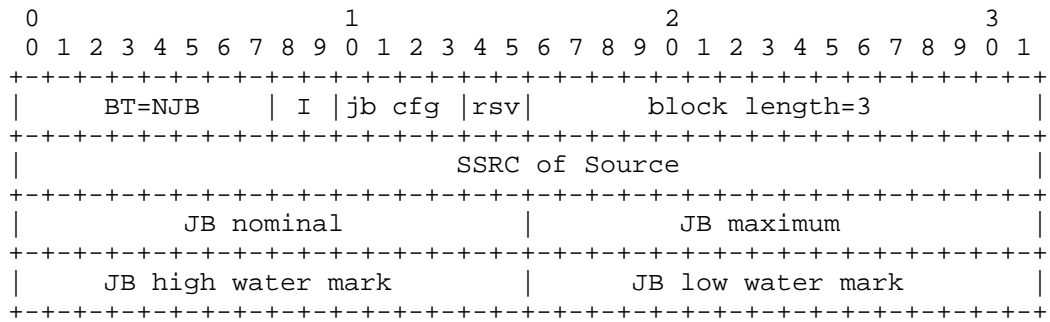 0                   1                   2                   3
 0 1 2 3 4 5 6 7 8 9 0 1 2 3 4 5 6 7 8 9 0 1 2 3 4 5 6 7 8 9 0 1
+-+-+-+-+-+-+-+-+-+-+-+-+-+-+-+-+-+-+-+-+-+-+-+-+-+-+-+-+-+-+-+-+
|     BT=NJB    | I |jb cfg |rsv|       block length=3          |
+-+-+-+-+-+-+-+-+-+-+-+-+-+-+-+-+-+-+-+-+-+-+-+-+-+-+-+-+-+-+-+-+
|                           SSRC of Source                      |
+-+-+-+-+-+-+-+-+-+-+-+-+-+-+-+-+-+-+-+-+-+-+-+-+-+-+-+-+-+-+-+-+
|          JB nominal           |         JB maximum            |
+-+-+-+-+-+-+-+-+-+-+-+-+-+-+-+-+-+-+-+-+-+-+-+-+-+-+-+-+-+-+-+-+
|     JB high water mark        |      JB low water mark        |
+-+-+-+-+-+-+-+-+-+-+-+-+-+-+-+-+-+-+-+-+-+-+-+-+-+-+-+-+-+-+-+-+